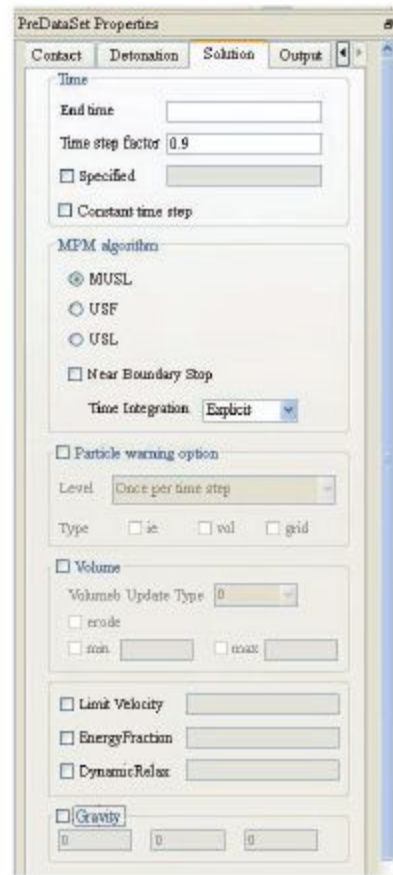 PreDataSet Properties
Contact Detonation Solution Output
Time
End time
Time step factor 0.9
Specified
Constant time step
MPM algorithm
MUSL
USF
USL
Near Boundary Stop
Time Integration Explicit
Particle warning option
Level Once per time step
Type ie vol grid
Volume
Volumeb Update Type 0
erode
min max
Limit Velocity
EnergyFraction
DynamicRelax
Gravity
0 0 0